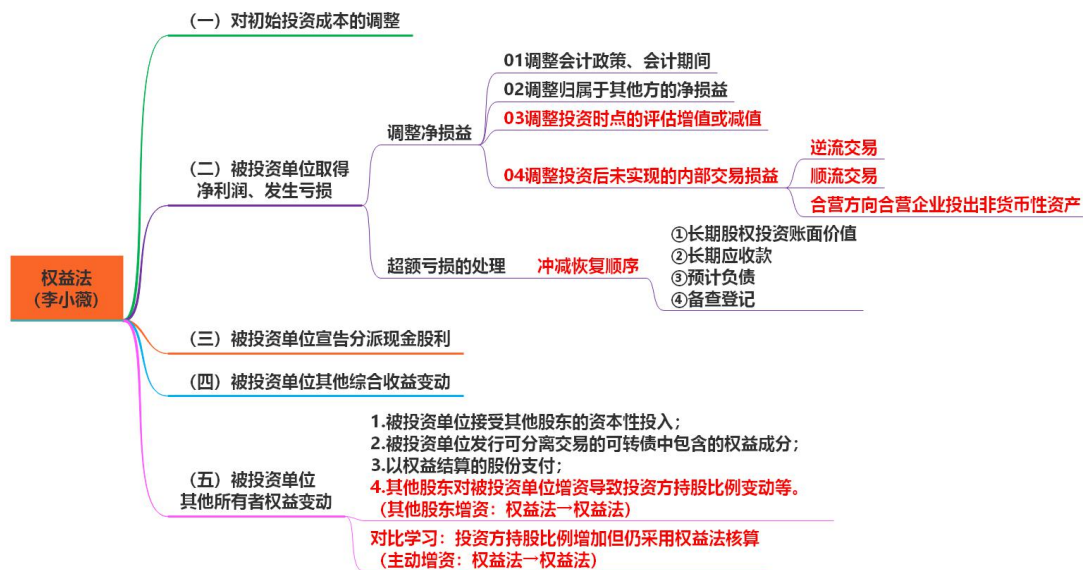 权益法
（李小薇）
（一）对初始投资成本的调整
（二）被投资单位取得
净利润、发生亏损
调整净损益
01调整会计政策、会计期间
02调整归属于其他方的净损益
03调整投资时点的评估增值或减值
04调整投资后未实现的内部交易损益
逆流交易
顺流交易
合营方向合营企业投出非货币性资产
超额亏损的处理
冲减恢复顺序
①长期股权投资账面价值
②长期应收款
③预计负债
④备查登记
（三）被投资单位宣告分派现金股利
（四）被投资单位其他综合收益变动
（五）被投资单位
其他所有者权益变动
1.被投资单位接受其他股东的资本性投入；
2.被投资单位发行可分离交易的可转债中包含的权益成分；
3.以权益结算的股份支付；
4.其他股东对被投资单位增资导致投资方持股比例变动等。
（其他股东增资：权益法→权益法）
对比学习：投资方持股比例增加但仍采用权益法核算
（主动增资：权益法→权益法）